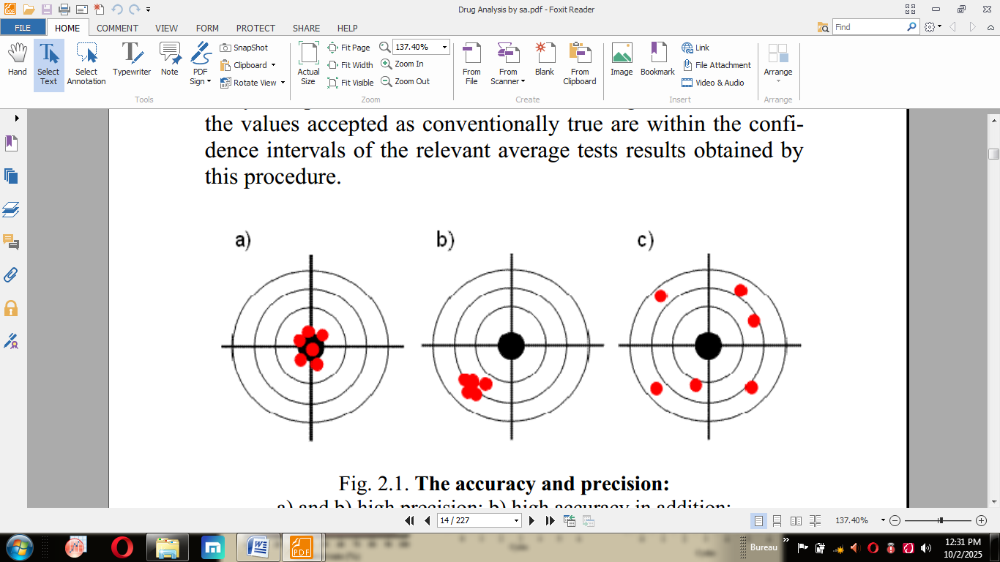 Drug Analysis by sa.pdf - Foxit Reader
FILE HOME COMMENT VIEW FORM PROTECT SHARE HELP
Find
Hand
Select Text
Select Annotation
Typewriter
Note
PDF Sign
SnapShot
Clipboard
Rotate View
Tools
Actual Size
Fit Page
Fit Width
Fit Visible
137.40%
Zoom In
Zoom Out
Zoom
From File
From Scanner
Blank
From Clipboard
Create
Image
Bookmark
Link
File Attachment
Video & Audio
Insert
Arrange
Arrange
the values accepted as conventionally true are within the confi-
dence intervals of the relevant average tests results obtained by
this procedure.
a) b) c)
Fig. 2.1. The accuracy and precision:
a) and b) high precision; b) high accuracy in addition;
14 / 227
137.40%
PDF
Bureau
12:31 PM
10/2/2025